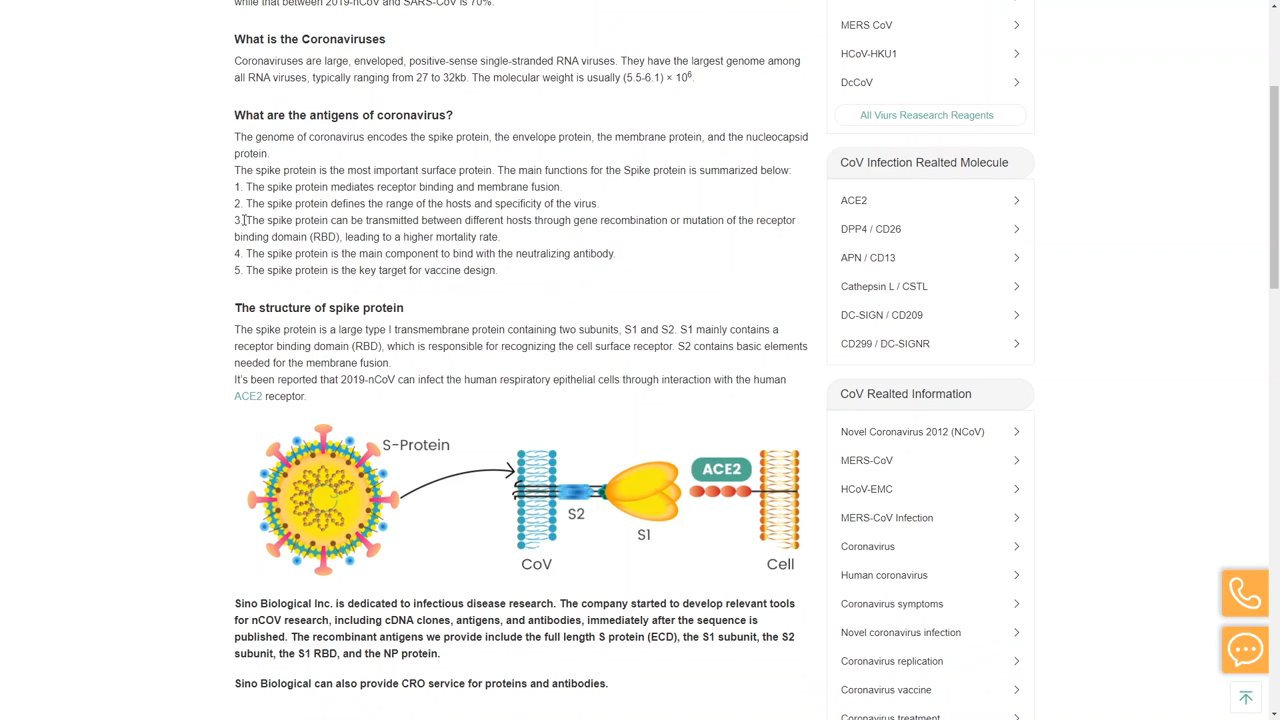 while that between 2019-nCoV and SARS-CoV is 70%.
What is the Coronaviruses
Coronaviruses are large, enveloped, positive-sense single-stranded RNA viruses. They have the largest genome among
all RNA viruses, typically ranging from 27 to 32kb. The molecular weight is usually (5.5-6.1) × 10⁶.
What are the antigens of coronavirus?
The genome of coronavirus encodes the spike protein, the envelope protein, the membrane protein, and the nucleocapsid
protein.
The spike protein is the most important surface protein. The main functions for the Spike protein is summarized below:
1. The spike protein mediates receptor binding and membrane fusion.
2. The spike protein defines the range of the hosts and specificity of the virus.
3. The spike protein can be transmitted between different hosts through gene recombination or mutation of the receptor
binding domain (RBD), leading to a higher mortality rate.
4. The spike protein is the main component to bind with the neutralizing antibody.
5. The spike protein is the key target for vaccine design.
The structure of spike protein
The spike protein is a large type I transmembrane protein containing two subunits, S1 and S2. S1 mainly contains a
receptor binding domain (RBD), which is responsible for recognizing the cell surface receptor. S2 contains basic elements
needed for the membrane fusion.
It's been reported that 2019-nCoV can infect the human respiratory epithelial cells through interaction with the human
ACE2 receptor.
S-Protein
ACE2
S2
S1
CoV
Cell
Sino Biological Inc. is dedicated to infectious disease research. The company started to develop relevant tools
for nCOV research, including cDNA clones, antigens, and antibodies, immediately after the sequence is
published. The recombinant antigens we provide include the full length S protein (ECD), the S1 subunit, the S2
subunit, the S1 RBD, and the NP protein.
Sino Biological can also provide CRO service for proteins and antibodies.
MERS CoV
HCoV-HKU1
DcCoV
All Viurs Reasearch Reagents
CoV Infection Realted Molecule
ACE2
DPP4 / CD26
APN / CD13
Cathepsin L / CSTL
DC-SIGN / CD209
CD299 / DC-SIGNR
CoV Realted Information
Novel Coronavirus 2012 (NCoV)
MERS-CoV
HCoV-EMC
MERS-CoV Infection
Coronavirus
Human coronavirus
Coronavirus symptoms
Novel coronavirus infection
Coronavirus replication
Coronavirus vaccine
Coronavirus treatment